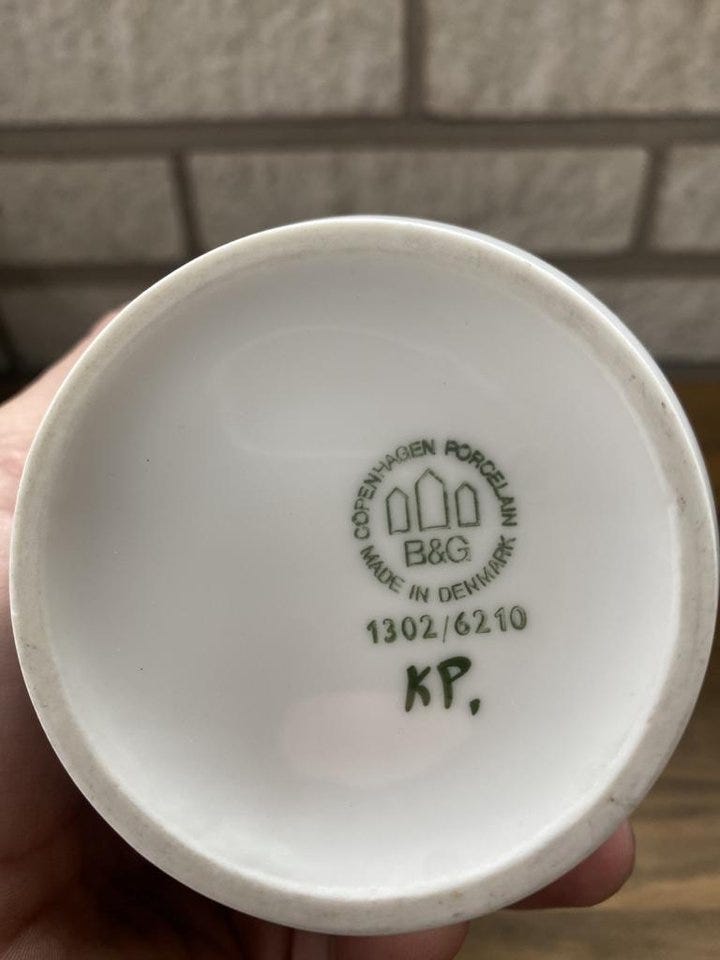 COPENHAGEN PORCELAIN
B&G
MADE IN DENMARK
1302/6210
KP.